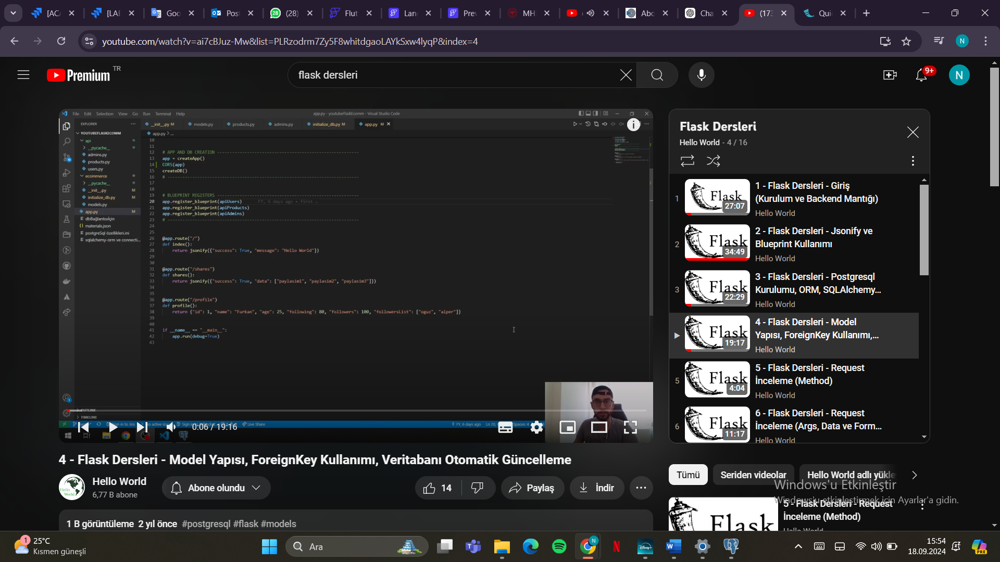 [ACA
[LAB
Goo
Pos
(28)
Flut
Lan
Prev
MH
Abo
Cha
(173
Qui
youtube.com/watch?v=ai7cBJuz-Mw&list=PLRzodrm7Zy5F8whitdgaoLAYkSxw4lyqP&index=4
N
Premium TR
flask dersleri
9+
N
File Edit Selection View Go Run Terminal Help
app.py - youtubeFlaskEcomm - Visual Studio Code
EXPLORER
__init__.py M models.py products.py admins.py initialize_db.py M app.py M
YOUTUBEFLASKECOMM
app.py > ...
api
__pycache__
admins.py
products.py
users.py
ecommerce
__pycache__
__init__.py M
initialize_db.py M
models.py
app.py M
dbBağlantısıİçin
materials.json
postgreSql özellikleri.ini
sqlalchemy-orm ve connecti...
10
11
12 # APP AND DB CREATION
13 app = createApp()
14 CORS(app)
15 createDB()
16 #
17
18
19 # BLUEPRINT REGISTERS
20 app.register_blueprint(apiUsers) FY, 6 days ago • first …
21 app.register_blueprint(apiProducts)
22 app.register_blueprint(apiAdmins)
23 #
24
25
26 @app.route("/")
27 def index():
28 return jsonify({"success": True, "message": "Hello World"})
29
30
31 @app.route("/shares")
32 def shares():
33 return jsonify({"success": True, "data": ["paylasim1", "paylasim2", "paylasim3"]})
34
35
36 @app.route("/profile")
37 def profile():
38 return {"id": 1, "name": "Furkan", "age": 25, "following": 80, "followers": 100, "followersList": ["oguz", "alper"]}
39
40
41 if __name__ == "__main__":
42 app.run(debug=True)
43
OUTLINE
TIMELINE
Live Share
FY, 6 days ago
0:06 / 19:16
Flask Dersleri
Hello World - 4 / 16
1
Flask
27:07
1 - Flask Dersleri - Giriş
(Kurulum ve Backend Mantığı)
Hello World
2
Flask
34:49
2 - Flask Dersleri - Jsonify ve
Blueprint Kullanımı
Hello World
3
Flask
22:29
3 - Flask Dersleri - Postgresql
Kurulumu, ORM, SQLAlchemy...
Hello World
Flask
19:17
4 - Flask Dersleri - Model
Yapısı, ForeignKey Kullanımı,...
Hello World
5
Flask
4:04
5 - Flask Dersleri - Request
İnceleme (Method)
Hello World
6
Flask
11:17
6 - Flask Dersleri - Request
İnceleme (Args, Data ve Form...
Hello World
4 - Flask Dersleri - Model Yapısı, ForeignKey Kullanımı, Veritabanı Otomatik Güncelleme
Hello World
Hello World
6,77 B abone
Abone olundu
14
Paylaş
İndir
1 B görüntüleme 2 yıl önce #postgresql #flask #models
Tümü
Seriden videolar
Hello World adlı yükle
Windows'u Etkinleştir
Windows'u etkinleştirmek için Ayarlar'a gidin.
Flask
5 - Flask Dersleri - Request
İnceleme (Method)
Hello World
1
25°C
Kısmen güneşli
Ara
N
15:54
18.09.2024
PRE